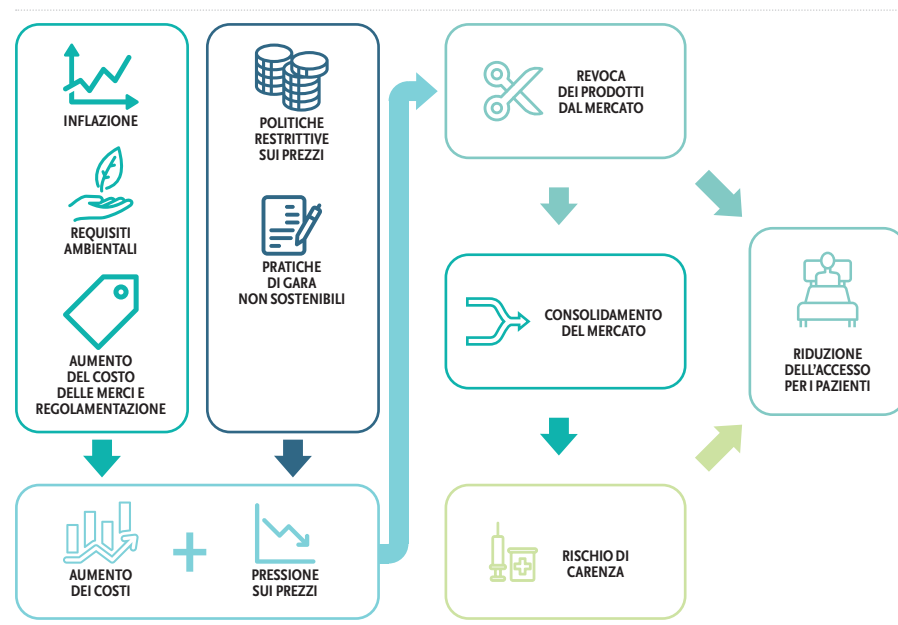 INFLAZIONE
REQUISITI
AMBIENTALI
AUMENTO
DEL COSTO
DELLE MERCI E
REGOLAMENTAZIONE
POLITICHE
RESTRITTIVE
SUI PREZZI
PRATICHE
DI GARA
NON SOSTENIBILI
AUMENTO
DEI COSTI
PRESSIONE
SUI PREZZI
REVOCA
DEI PRODOTTI
DAL MERCATO
CONSOLIDAMENTO
DEL MERCATO
RISCHIO DI
CARENZA
RIDUZIONE
DELL’ACCESSO
PER I PAZIENTI